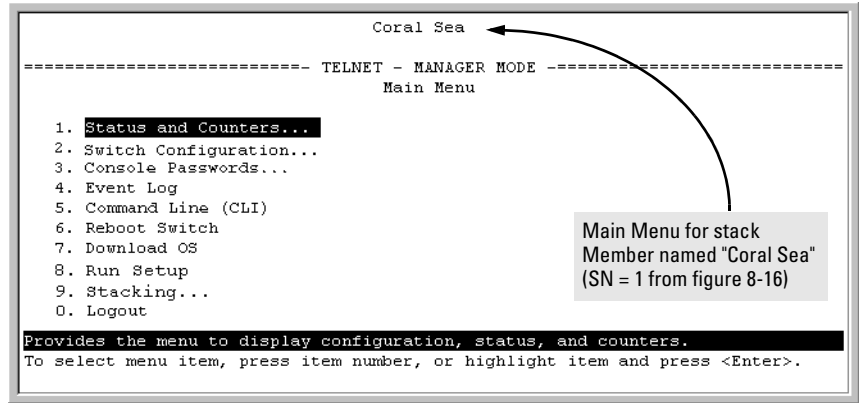 Coral Sea
===========================- TELNET - MANAGER MODE -============================
Main Menu
1. Status and Counters...
2. Switch Configuration...
3. Console Passwords...
4. Event Log
5. Command Line (CLI)
6. Reboot Switch
7. Download OS
8. Run Setup
9. Stacking...
0. Logout
Main Menu for stack
Member named "Coral Sea"
(SN = 1 from figure 8-16)
Provides the menu to display configuration, status, and counters.
To select menu item, press item number, or highlight item and press <Enter>.